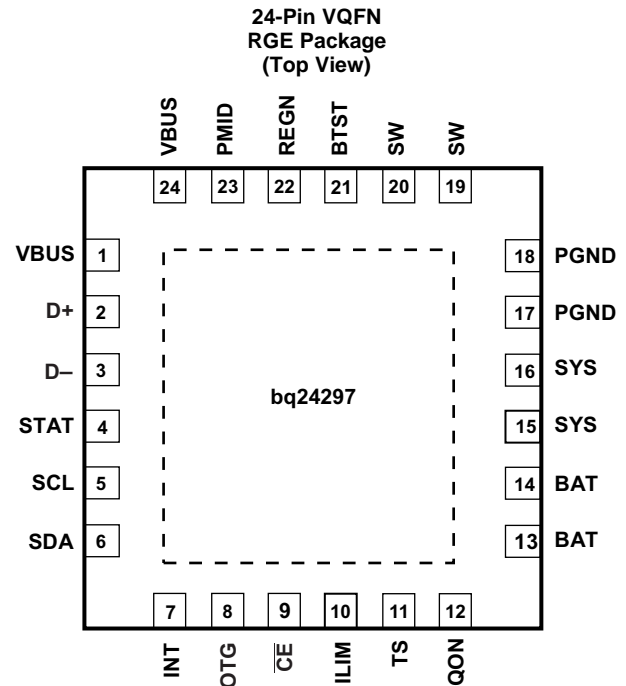 24-Pin VQFN
RGE Package
(Top View)
VBUS
PMID
REGN
BTST
SW
SW
24
23
22
21
20
19
VBUS 1
D+ 2
D– 3
STAT 4
SCL 5
SDA 6
bq24297
18 PGND
17 PGND
16 SYS
15 SYS
14 BAT
13 BAT
7
8
9
10
11
12
INT
OTG
CE
ILIM
TS
QON